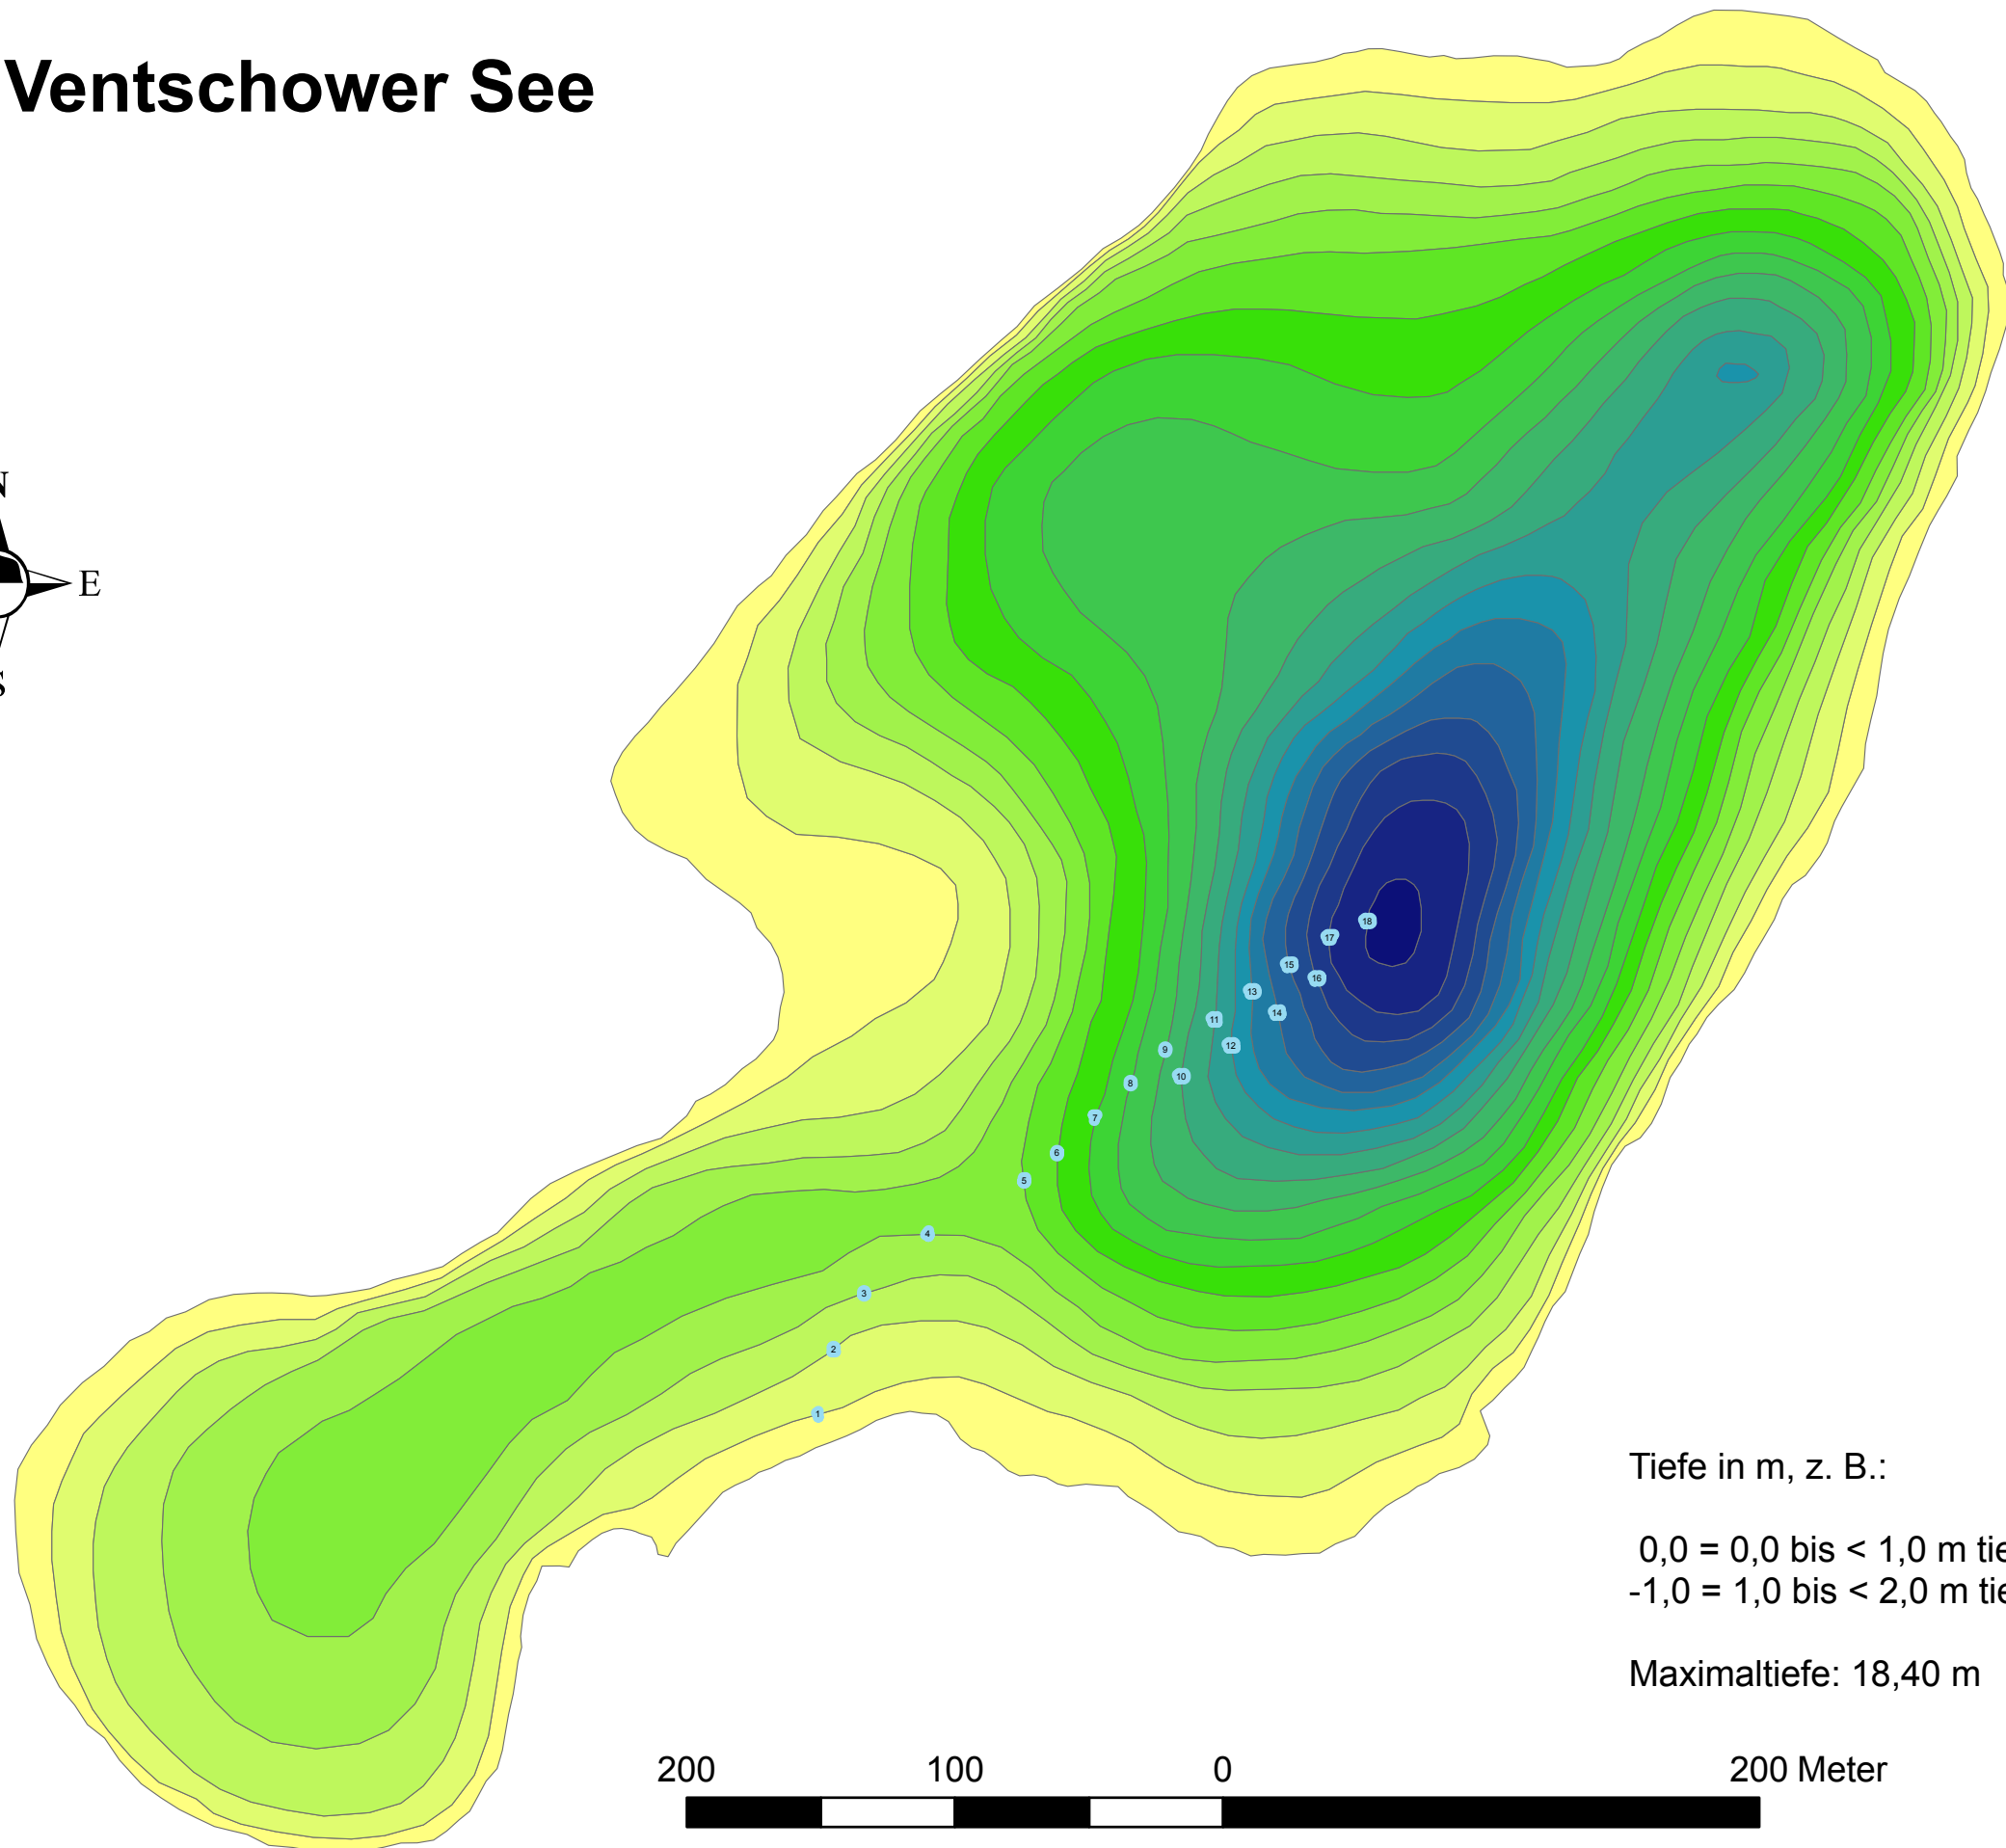 Ventschower See
N
E
S
18
17
15
16
13
14
11
12
9
10
8
7
6
5
4
3
2
1
Tiefe in m, z. B.:
0,0 = 0,0 bis < 1,0 m tie
-1,0 = 1,0 bis < 2,0 m tie
Maximaltiefe: 18,40 m
200 100 0 200 Meter